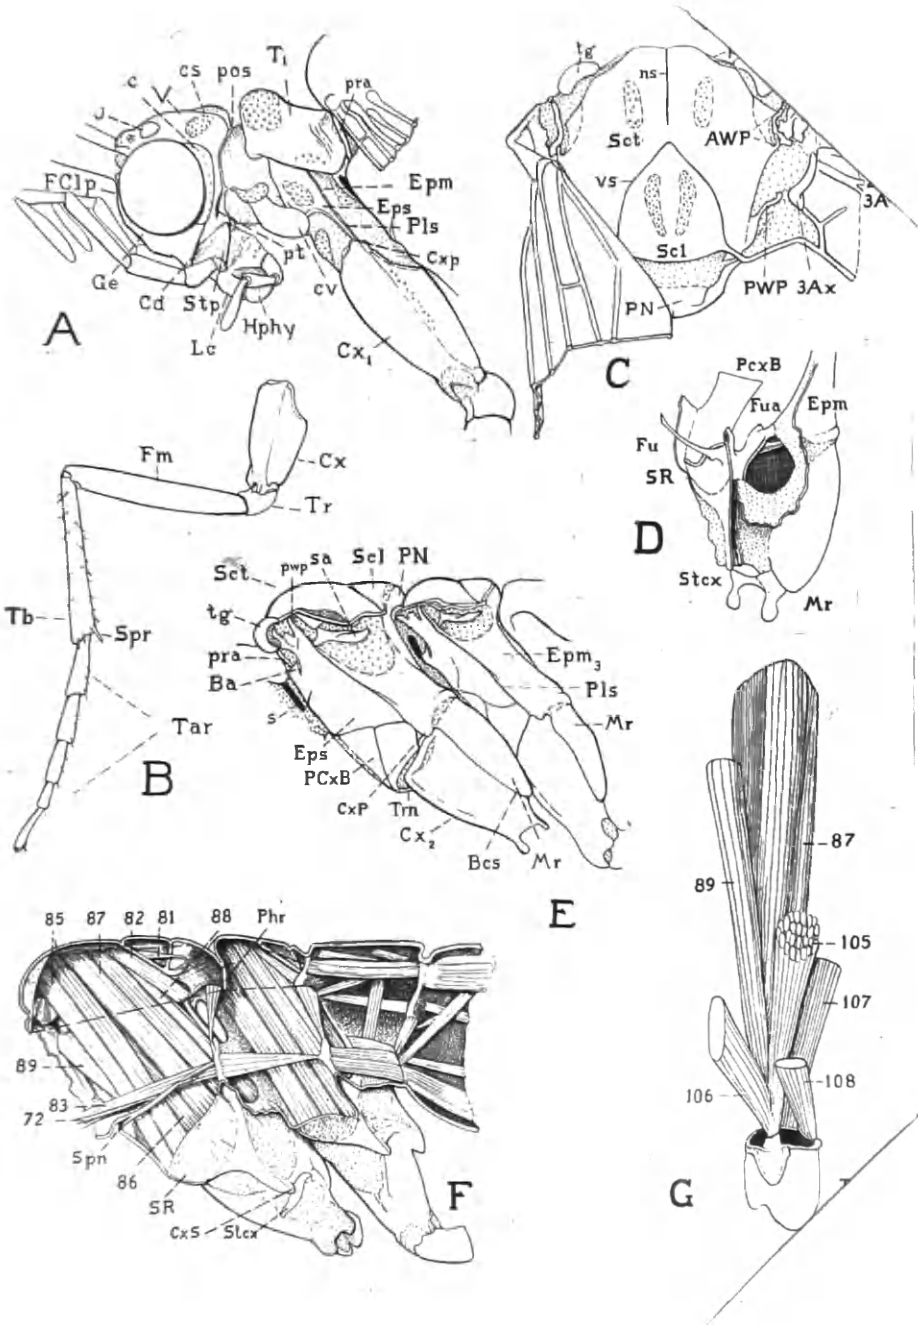 cs pos T1
c V pra
J
FClp
Epm
Eps
Pls
Cxp
pt
cv
Ge
Cd
Stp
Hphy
Lc
Cx1
A
tg
ns
Sct AWP
vs
3A
Scl
PN
PWP 3Ax
C
PcxB
Fua Epm
Fu
SR
D
Stcx
Mr
Fm
Cx
Tr
Tb
Spr
Tar
B
Sct pwp sa Scl PN
tg
pra
Ba
s
Eps
PCxB
CxP Trn
Cx2
Bcs Mr
Epm3
Pls
Mr
E
85 87 82 81 88 Phr
89
83
72
Spn
86
SR
CxS Stcx
F
87
89
105
107
106
108
G